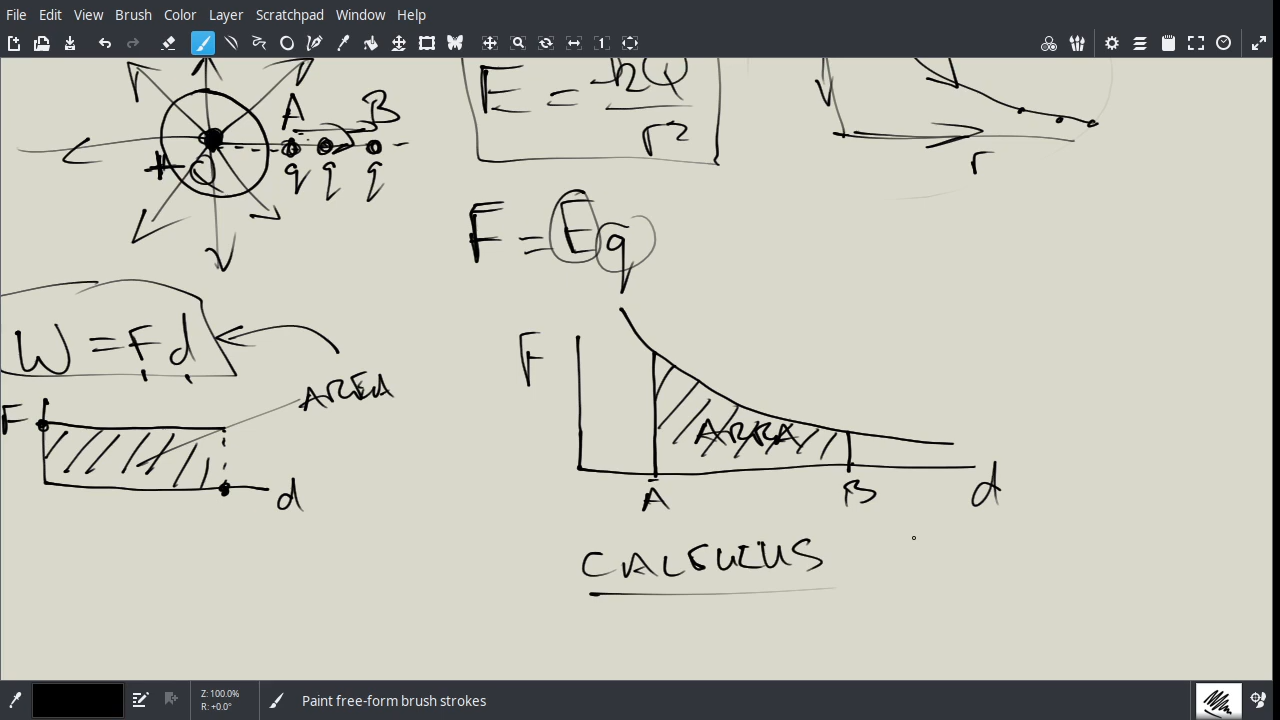 File Edit View Brush Color Layer Scratchpad Window Help
A B
+ Q q q q
E = kQ
r²
r
F = Eq
W = Fd
AREA
F
d
F
AREA
A B d
CALCULUS
Z: 100.0%
R: +0.0°
Paint free-form brush strokes